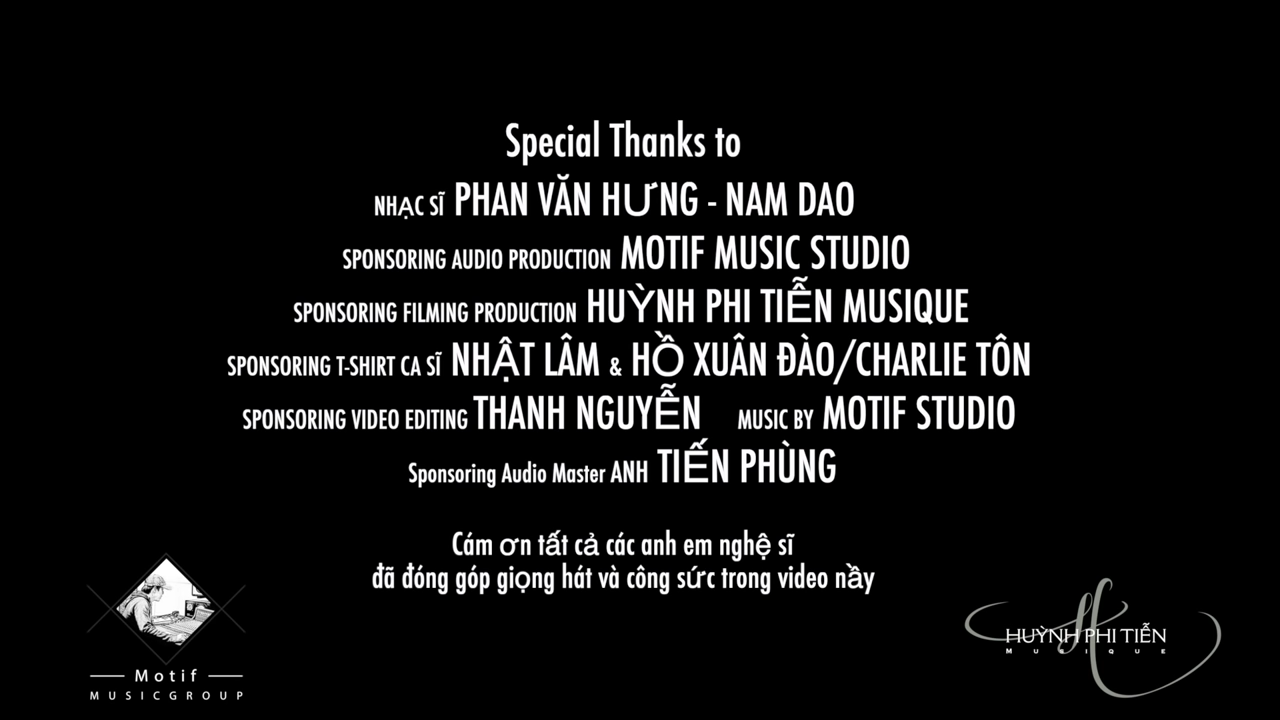 Special Thanks to
NHẠC SĨ PHAN VĂN HƯNG - NAM DAO
SPONSORING AUDIO PRODUCTION MOTIF MUSIC STUDIO
SPONSORING FILMING PRODUCTION HUỲNH PHI TIỄN MUSIQUE
SPONSORING T-SHIRT CA SĨ NHẬT LÂM & HỒ XUÂN ĐÀO/CHARLIE TÔN
SPONSORING VIDEO EDITING THANH NGUYỄN MUSIC BY MOTIF STUDIO
Sponsoring Audio Master ANH TIẾN PHÙNG
Cám ơn tất cả các anh em nghệ sĩ
đã đóng góp giọng hát và công sức trong video nầy
Motif
MUSICGROUP
HUỲNH PHI TIỄN
MUSIQUE